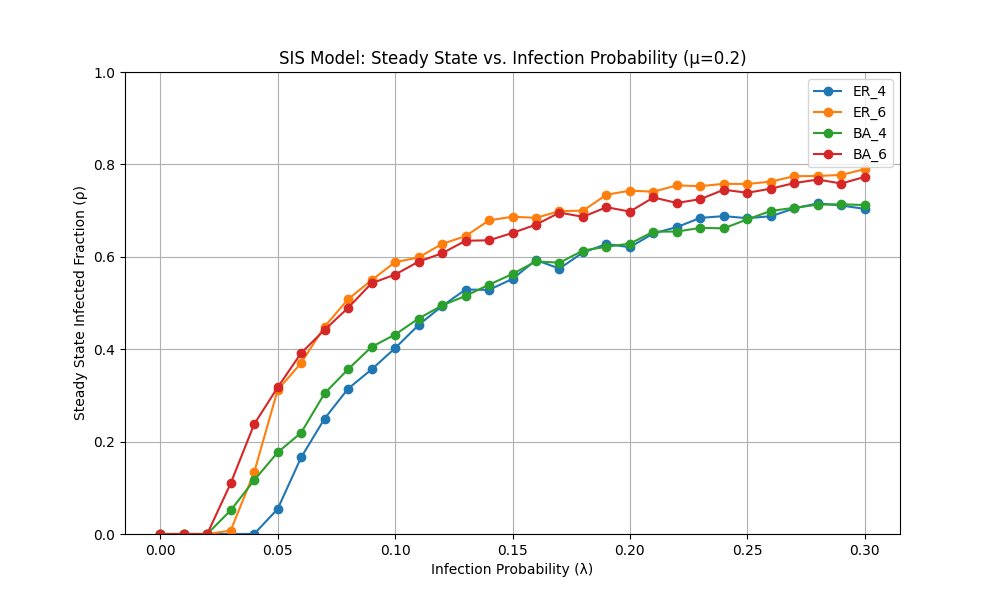 SIS Model: Steady State vs. Infection Probability (μ=0.2)
1.0
0.8
0.6
0.4
0.2
0.0
Steady State Infected Fraction (ρ)
ER_4
ER_6
BA_4
BA_6
0.00 0.05 0.10 0.15 0.20 0.25 0.30
Infection Probability (λ)